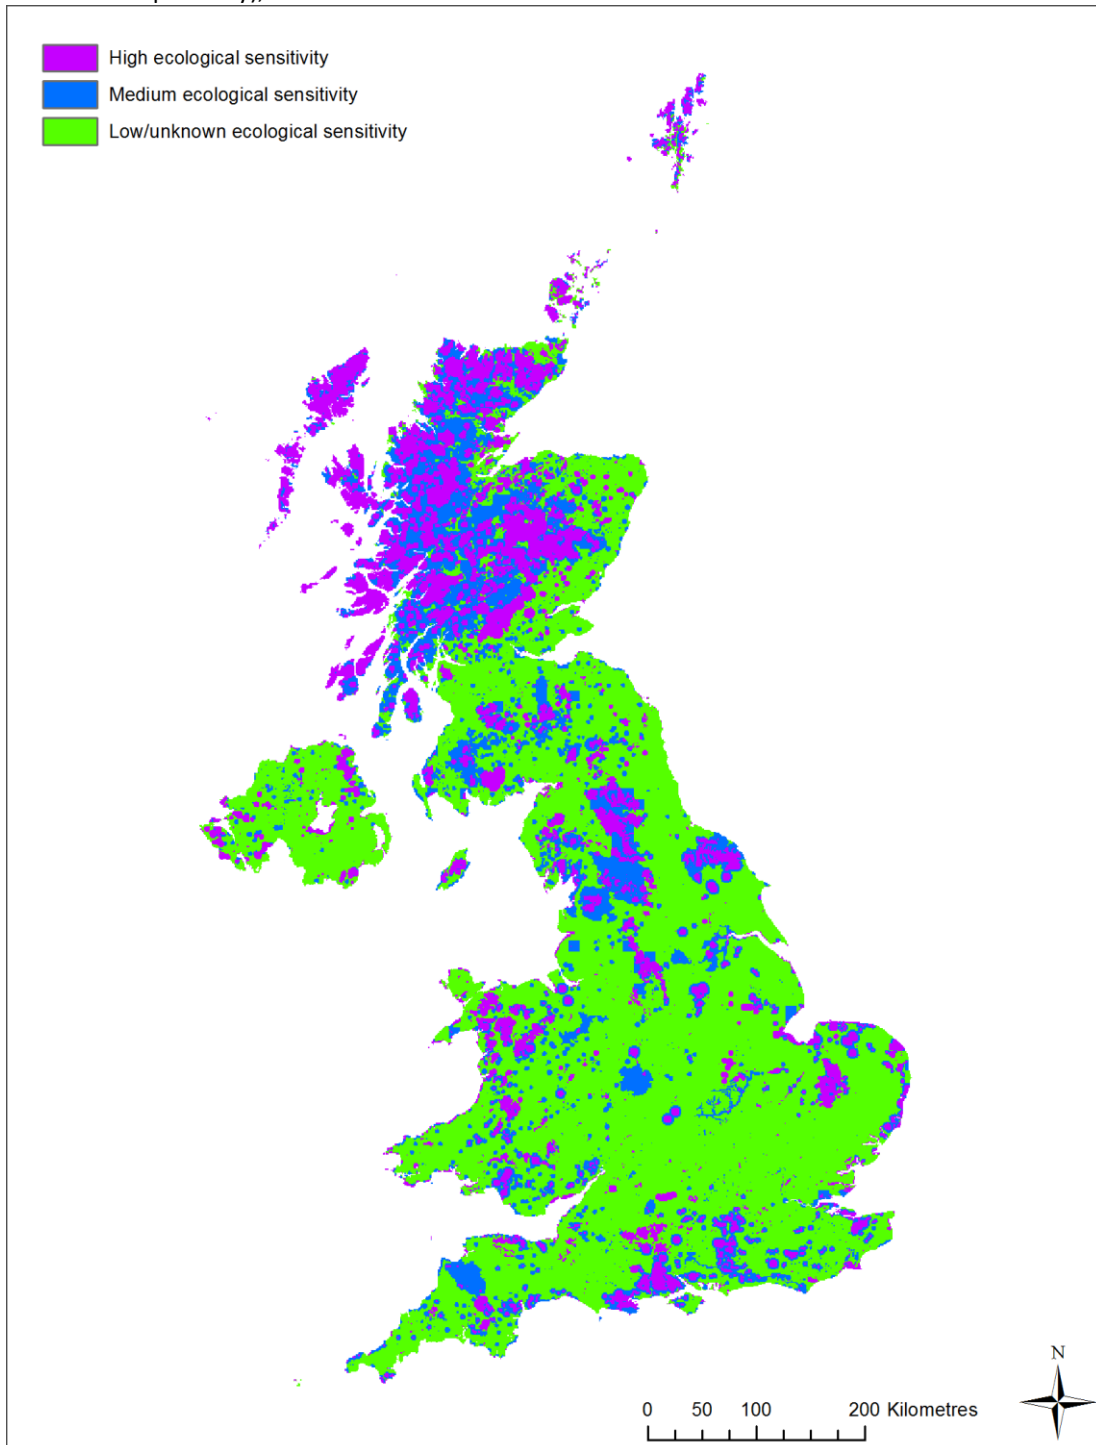 High ecological sensitivity
Medium ecological sensitivity
Low/unknown ecological sensitivity
N
0 50 100 200 Kilometres